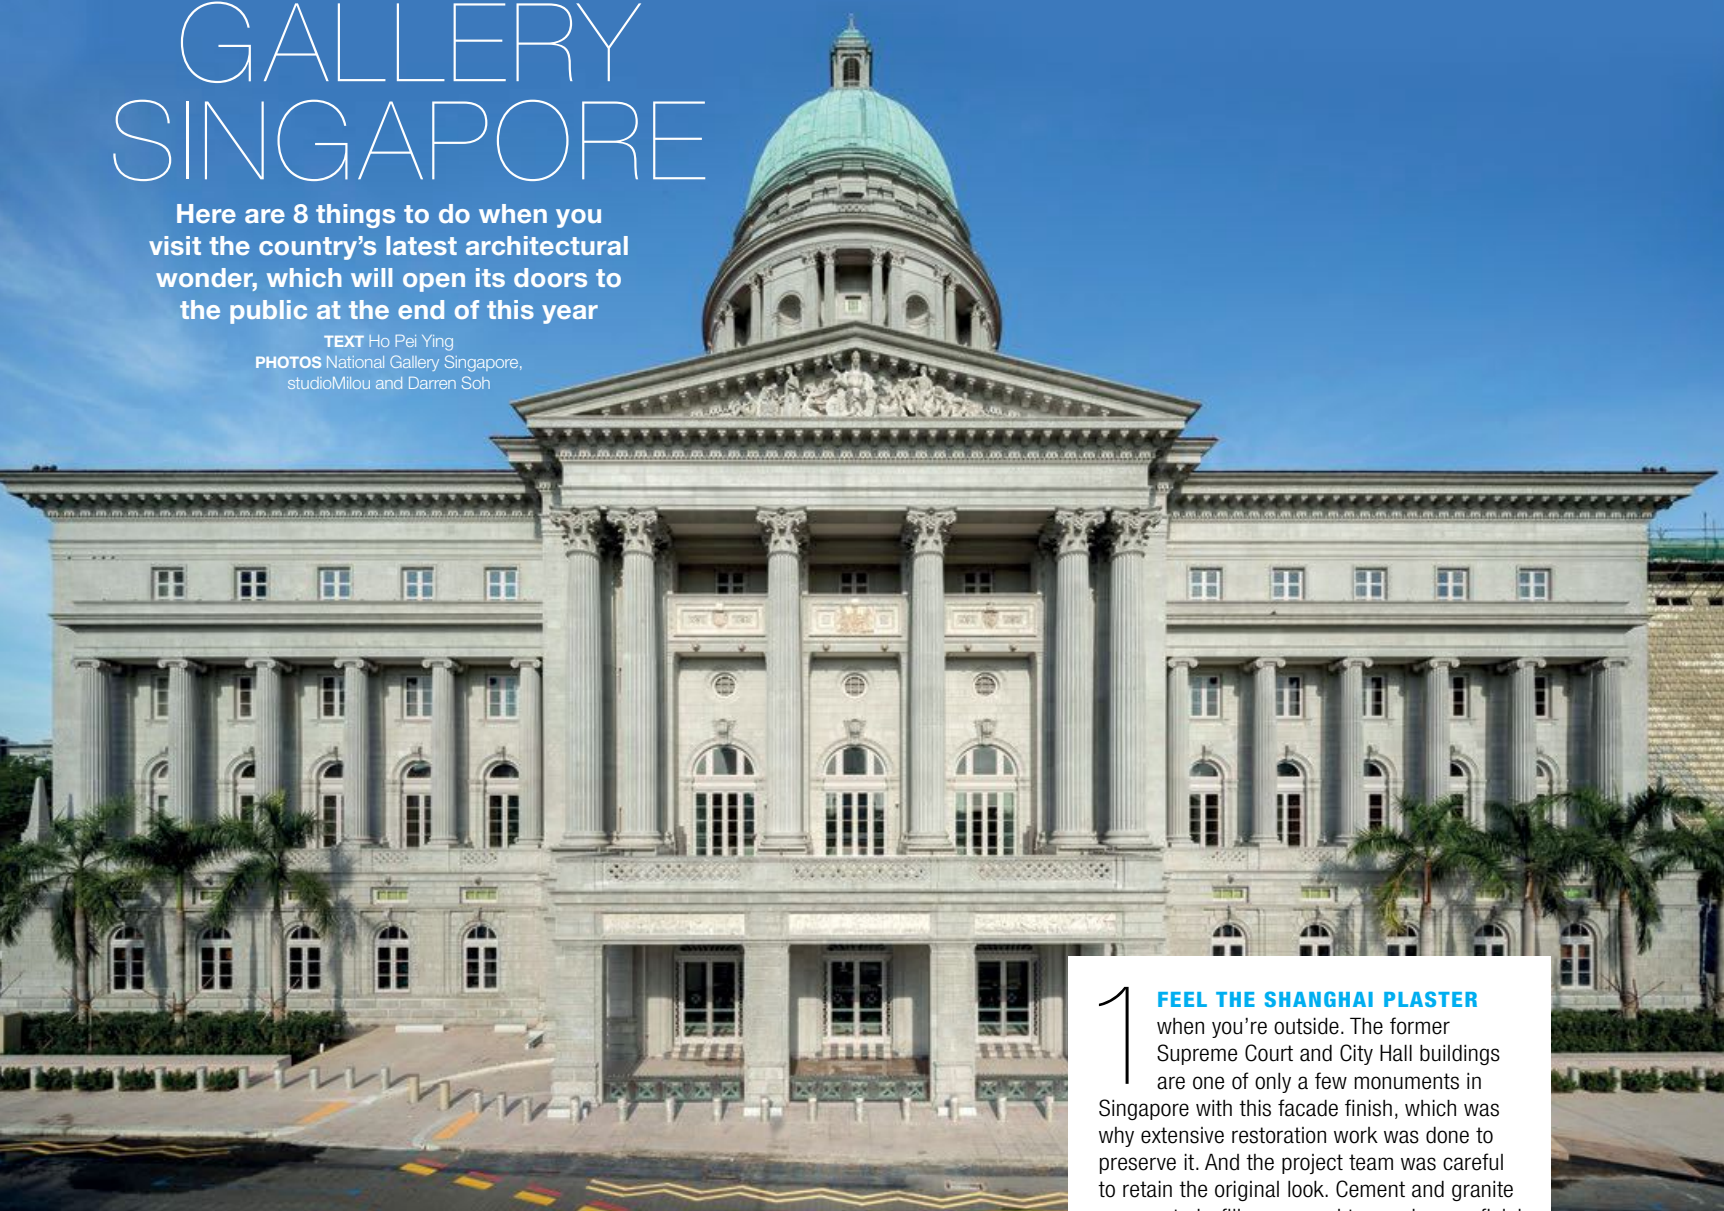 GALLERY
SINGAPORE
Here are 8 things to do when you
visit the country's latest architectural
wonder, which will open its doors to
the public at the end of this year
TEXT Ho Pei Ying
PHOTOS National Gallery Singapore,
studioMilou and Darren Soh
1 FEEL THE SHANGHAI PLASTER
when you're outside. The former
Supreme Court and City Hall buildings
are one of only a few monuments in
Singapore with this facade finish, which was
why extensive restoration work was done to
preserve it. And the project team was careful
to retain the original look. Cement and granite